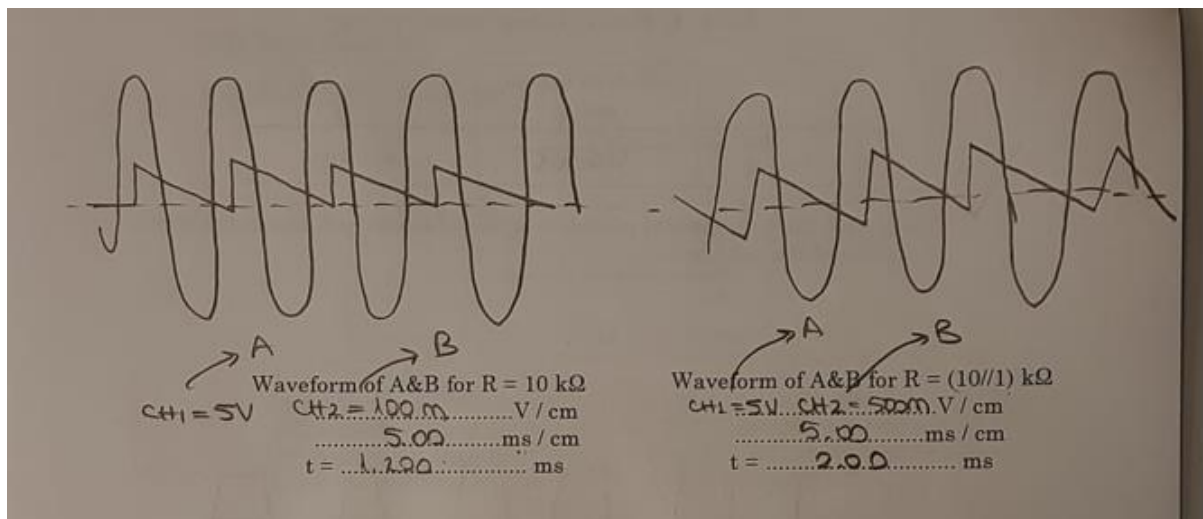 A
B
Waveform of A&B for R = 10 kΩ
CH1 = 5V CH2 = 100 m V / cm
5.00 ms / cm
t = 1.200 ms
A
B
Waveform of A&B for R = (10//1) kΩ
CH1 = 5V CH2 = 500m V / cm
5.00 ms / cm
t = 2.00 ms